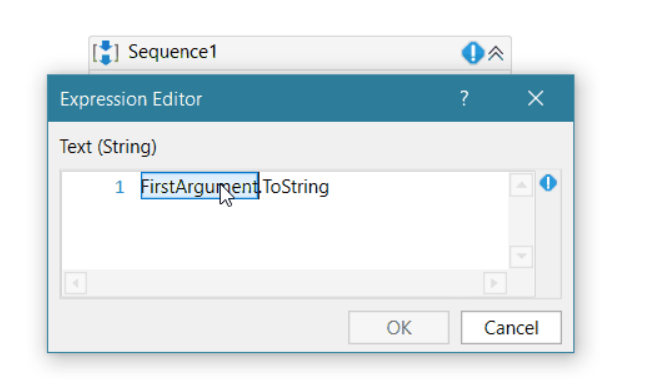 Sequence1
Expression Editor ?
Text (String)
1 FirstArgument.ToString
OK Cancel